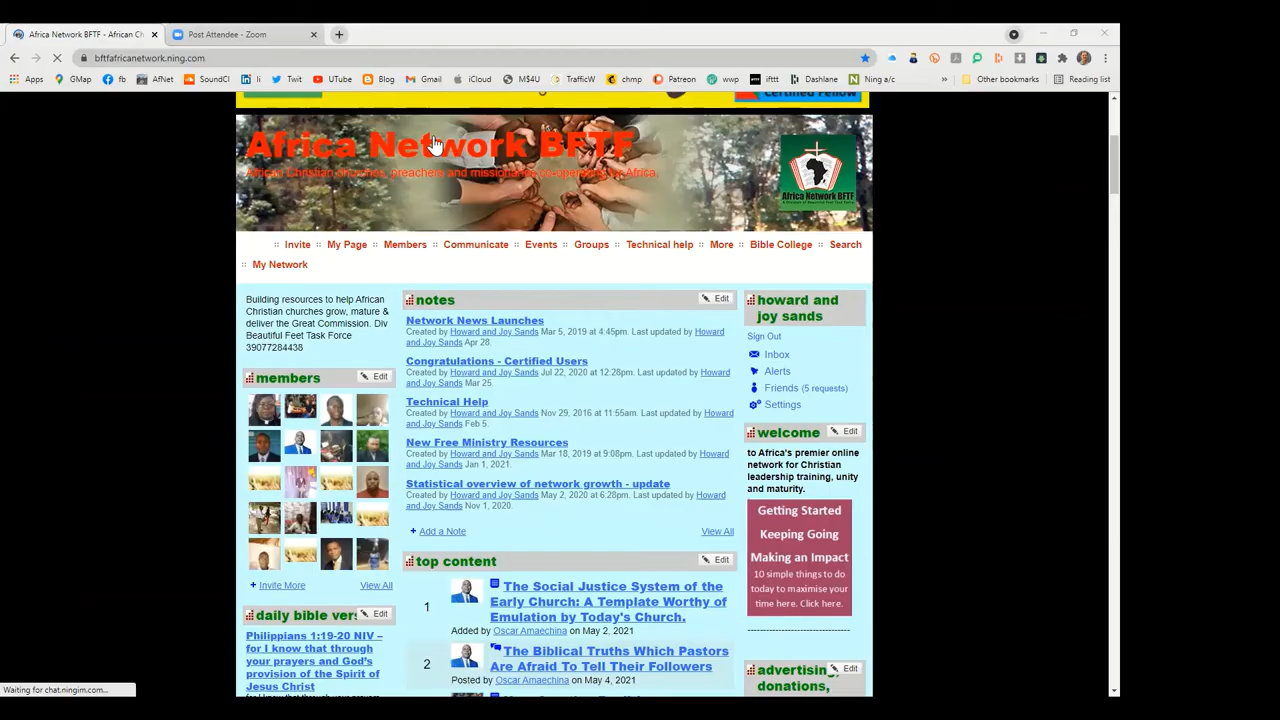 Africa Network BFTF - African Ch
Post Attendee - Zoom
bftfafricanetwork.ning.com
Apps GMap fb AfNet SoundCl li Twit UTube Blog Gmail iCloud M$4U TrafficW chmp Patreon wwp ifttt Dashlane Ning a/c » Other bookmarks Reading list
Certified Fellow
Africa Network BFTF
African Christian churches, preachers and missionaries co-operating for Africa.
Africa Network BFTF
:: Invite :: My Page :: Members :: Communicate :: Events :: Groups :: Technical help :: More :: Bible College :: Search
:: My Network
Building resources to help African
Christian churches grow, mature &
deliver the Great Commission. Div
Beautiful Feet Task Force
39077284438
members Edit
+ Invite More View All
daily bible vers Edit
Philippians 1:19-20 NIV –
for I know that through
your prayers and God's
provision of the Spirit of
Jesus Christ
notes Edit
Network News Launches
Created by Howard and Joy Sands Mar 5, 2019 at 4:45pm. Last updated by Howard
and Joy Sands Apr 28.
Congratulations - Certified Users
Created by Howard and Joy Sands Jul 22, 2020 at 12:28pm. Last updated by Howard
and Joy Sands Mar 25.
Technical Help
Created by Howard and Joy Sands Nov 29, 2016 at 11:55am. Last updated by Howard
and Joy Sands Feb 5.
New Free Ministry Resources
Created by Howard and Joy Sands Mar 18, 2019 at 9:08pm. Last updated by Howard
and Joy Sands Jan 1, 2021.
Statistical overview of network growth - update
Created by Howard and Joy Sands May 2, 2020 at 6:28pm. Last updated by Howard
and Joy Sands Nov 1, 2020.
+ Add a Note View All
top content Edit
1
The Social Justice System of the
Early Church: A Template Worthy of
Emulation by Today's Church.
Added by Oscar Amaechina on May 2, 2021
2
The Biblical Truths Which Pastors
Are Afraid To Tell Their Followers
Posted by Oscar Amaechina on May 4, 2021
howard and
joy sands
Sign Out
Inbox
Alerts
Friends (5 requests)
Settings
welcome Edit
to Africa's premier online
network for Christian
leadership training, unity
and maturity.
Getting Started
Keeping Going
Making an Impact
10 simple things to do
today to maximise your
time here. Click here.
advertising, Edit
donations,
Waiting for chat.ningim.com...